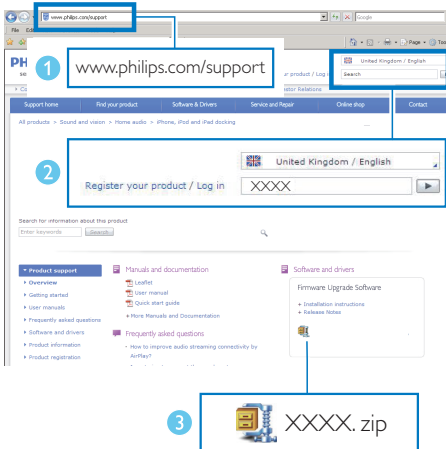 www.philips.com/support
Google
File
Page
1
www.philips.com/support
United Kingdom / English
Search
Support home
Find your product
Software & Drivers
Service and Repair
Online shop
Contact
All products > Sound and vision > Home audio > iPhone, iPod and iPad docking
2
United Kingdom / English
Register your product / Log in
XXXX
Search for information about this product
Enter keywords
Search
Product support
Overview
Getting started
User manuals
Frequently asked questions
Software and drivers
Product information
Product registration
Manuals and documentation
Leaflet
User manual
Quick start guide
+ More Manuals and Documentation
Frequently asked questions
- How to improve audio streaming connectivity by
AirPlay?
Software and drivers
Firmware Upgrade Software
+ Installation instructions
+ Release Notes
3
XXXX. zip